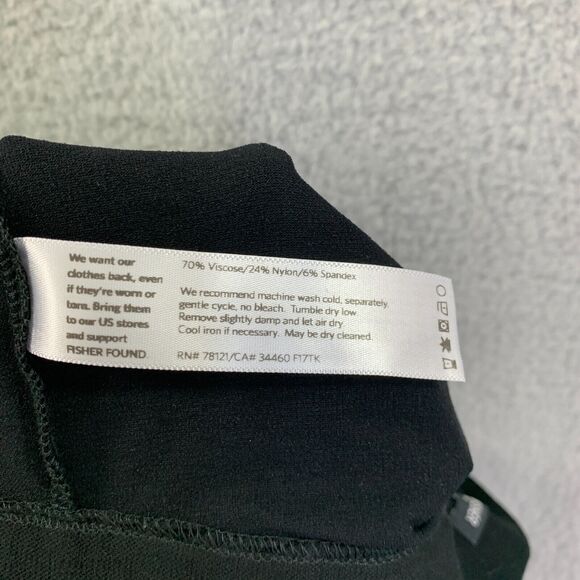 We want our
clothes back, even
if they're worn or
torn. Bring them
to our US stores
and support
FISHER FOUND.
70% Viscose/24% Nylon/6% Spandex
We recommend machine wash cold, separately,
gentle cycle, no bleach. Tumble dry low
Remove slightly damp and let air dry.
Cool iron if necessary. May be dry cleaned.
RN# 78121/CA# 34460 F17TK